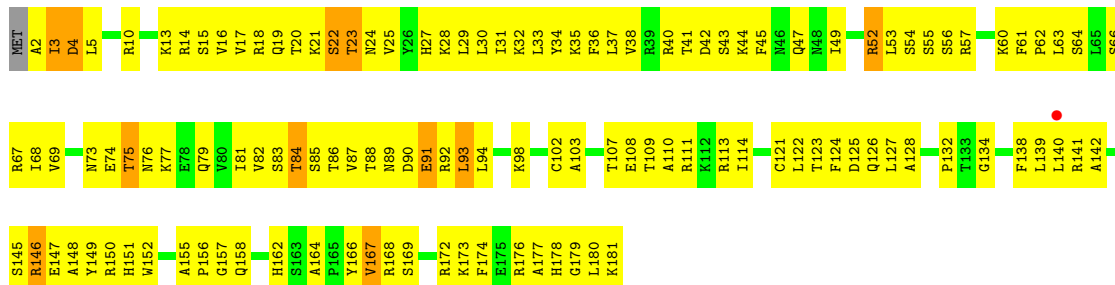 MET A2 I3 D4 L5 R10 K13 R14 S15 V16 V17 R18 Q19 T20 K21 S22 T23 N24 V25 Y26 H27 K28 L29 L30 I31 K32 L33 Y34 K35 F36 L37 V38 R39 R40 T41 D42 S43 K44 F45 N46 Q47 N48 I49 R52 L53 S54 S55 S56 R57 K60 F61 P62 L63 S64 L65 S66
R67 I68 V69 N73 E74 T75 N76 K77 E78 Q79 V80 I81 V82 S83 T84 S85 T86 V87 T88 N89 D90 E91 R92 L93 L94 K98 C102 A103 T107 E108 T109 A110 R111 K112 R113 I114 C121 L122 T123 F124 D125 Q126 L127 A128 P132 T133 G134 F138 L139 L140 R141 A142
S145 R146 E147 A148 Y149 R150 H151 W152 A155 P156 G157 Q158 H162 S163 A164 P165 Y166 V167 R168 S169 R172 K173 F174 E175 R176 A177 H178 G179 L180 K181